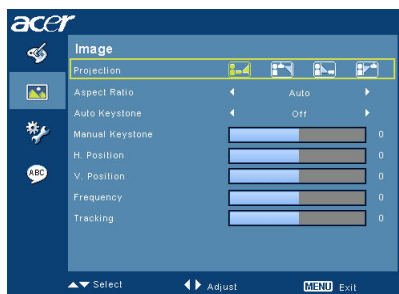 acer
Image
Projection
Aspect Ratio Auto
Auto Keystone Off
Manual Keystone 0
H. Position 0
V. Position 0
ABC
Frequency 0
Tracking 0
Select Adjust MENU Exit